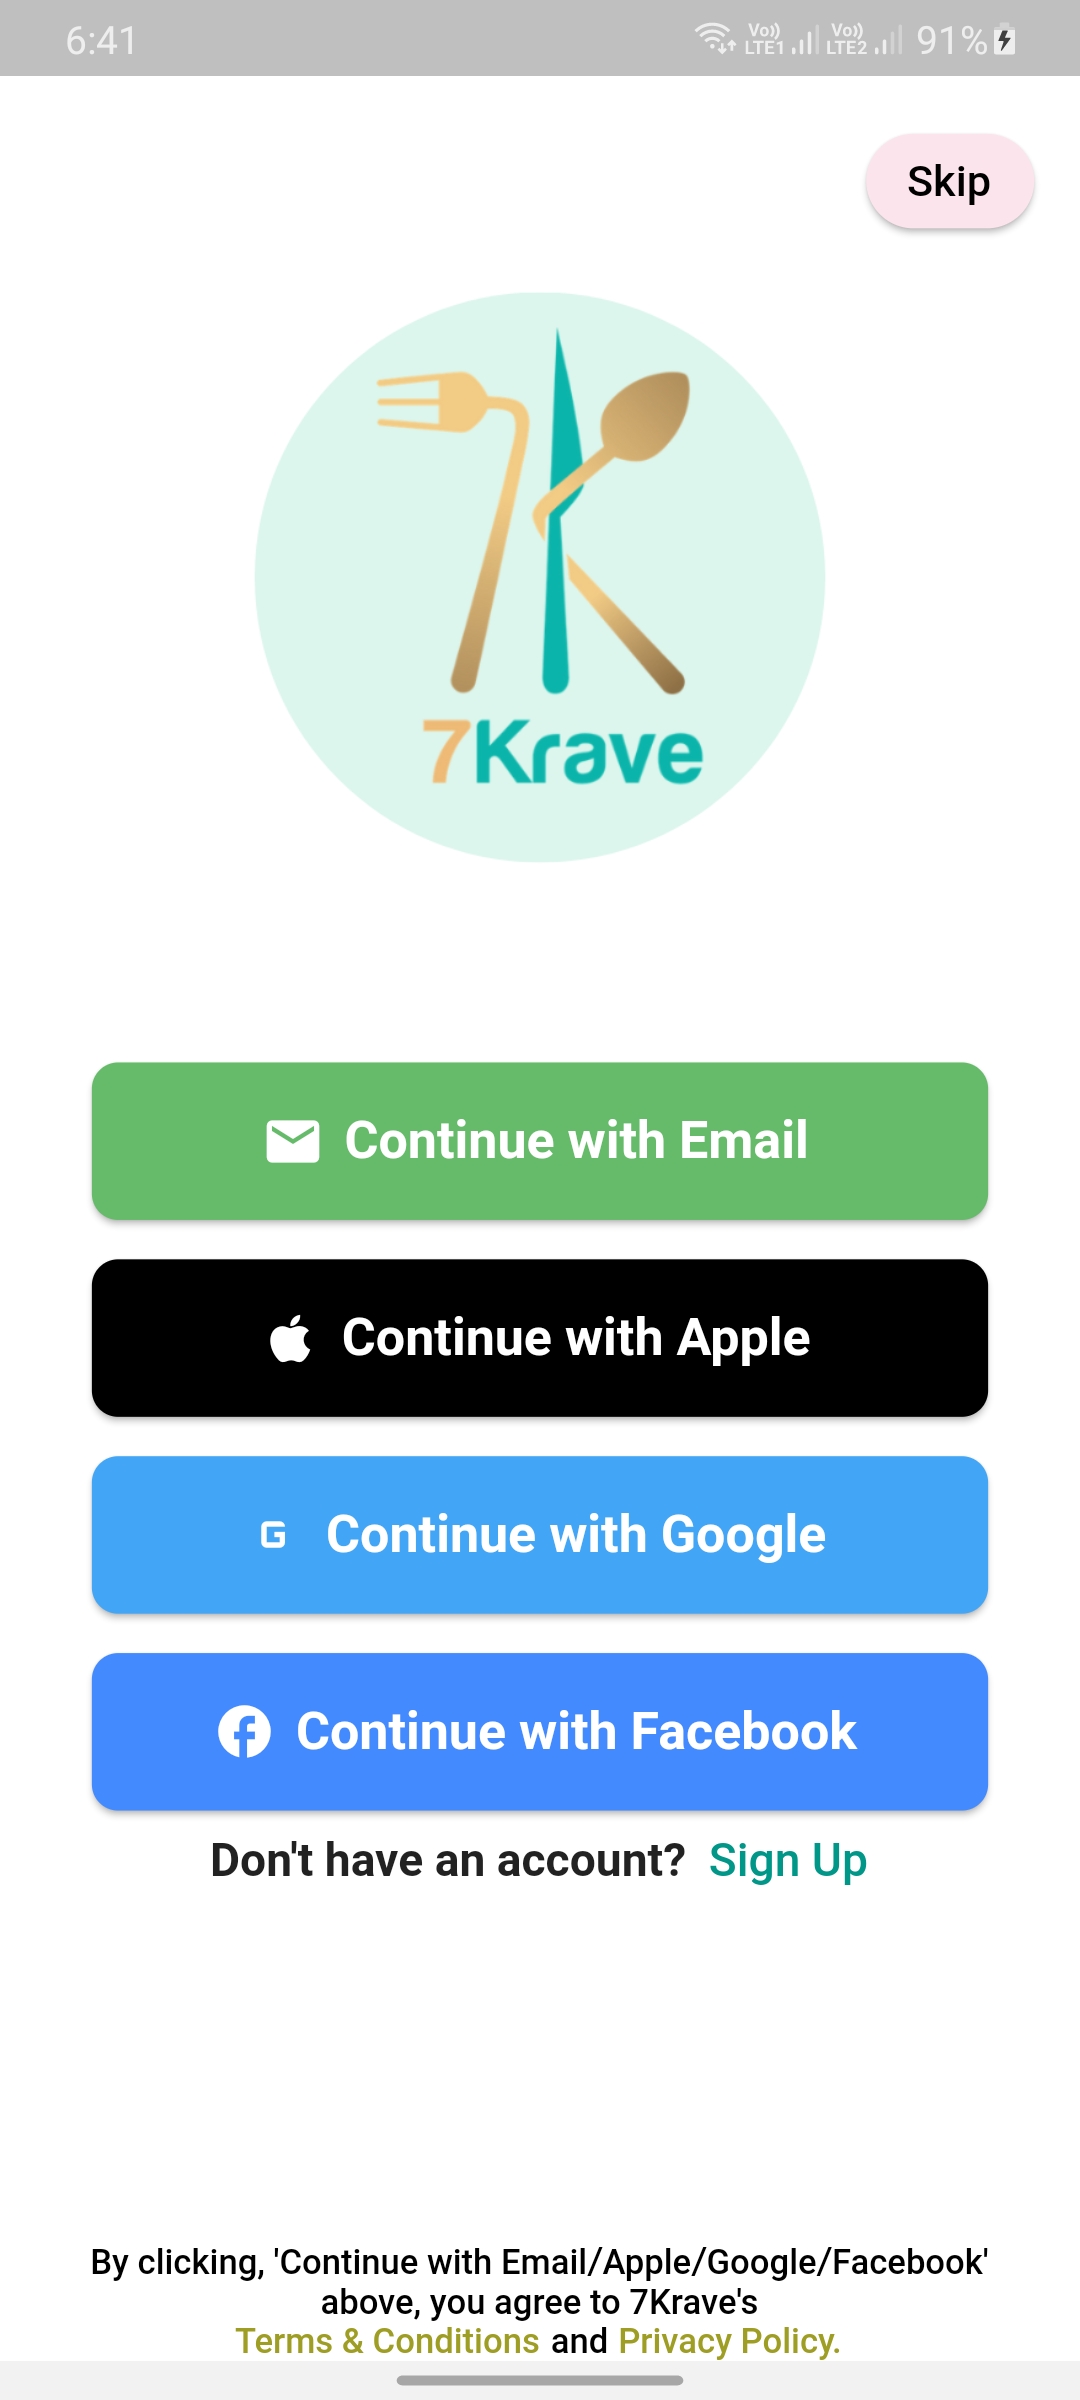 6:41
Vo)) LTE1 Vo)) LTE2 91%
Skip
7Krave
Continue with Email
Continue with Apple
G Continue with Google
Continue with Facebook
Don't have an account? Sign Up
By clicking, 'Continue with Email/Apple/Google/Facebook'
above, you agree to 7Krave's
Terms & Conditions and Privacy Policy.